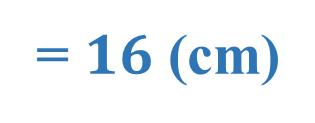 = 16 (cm)